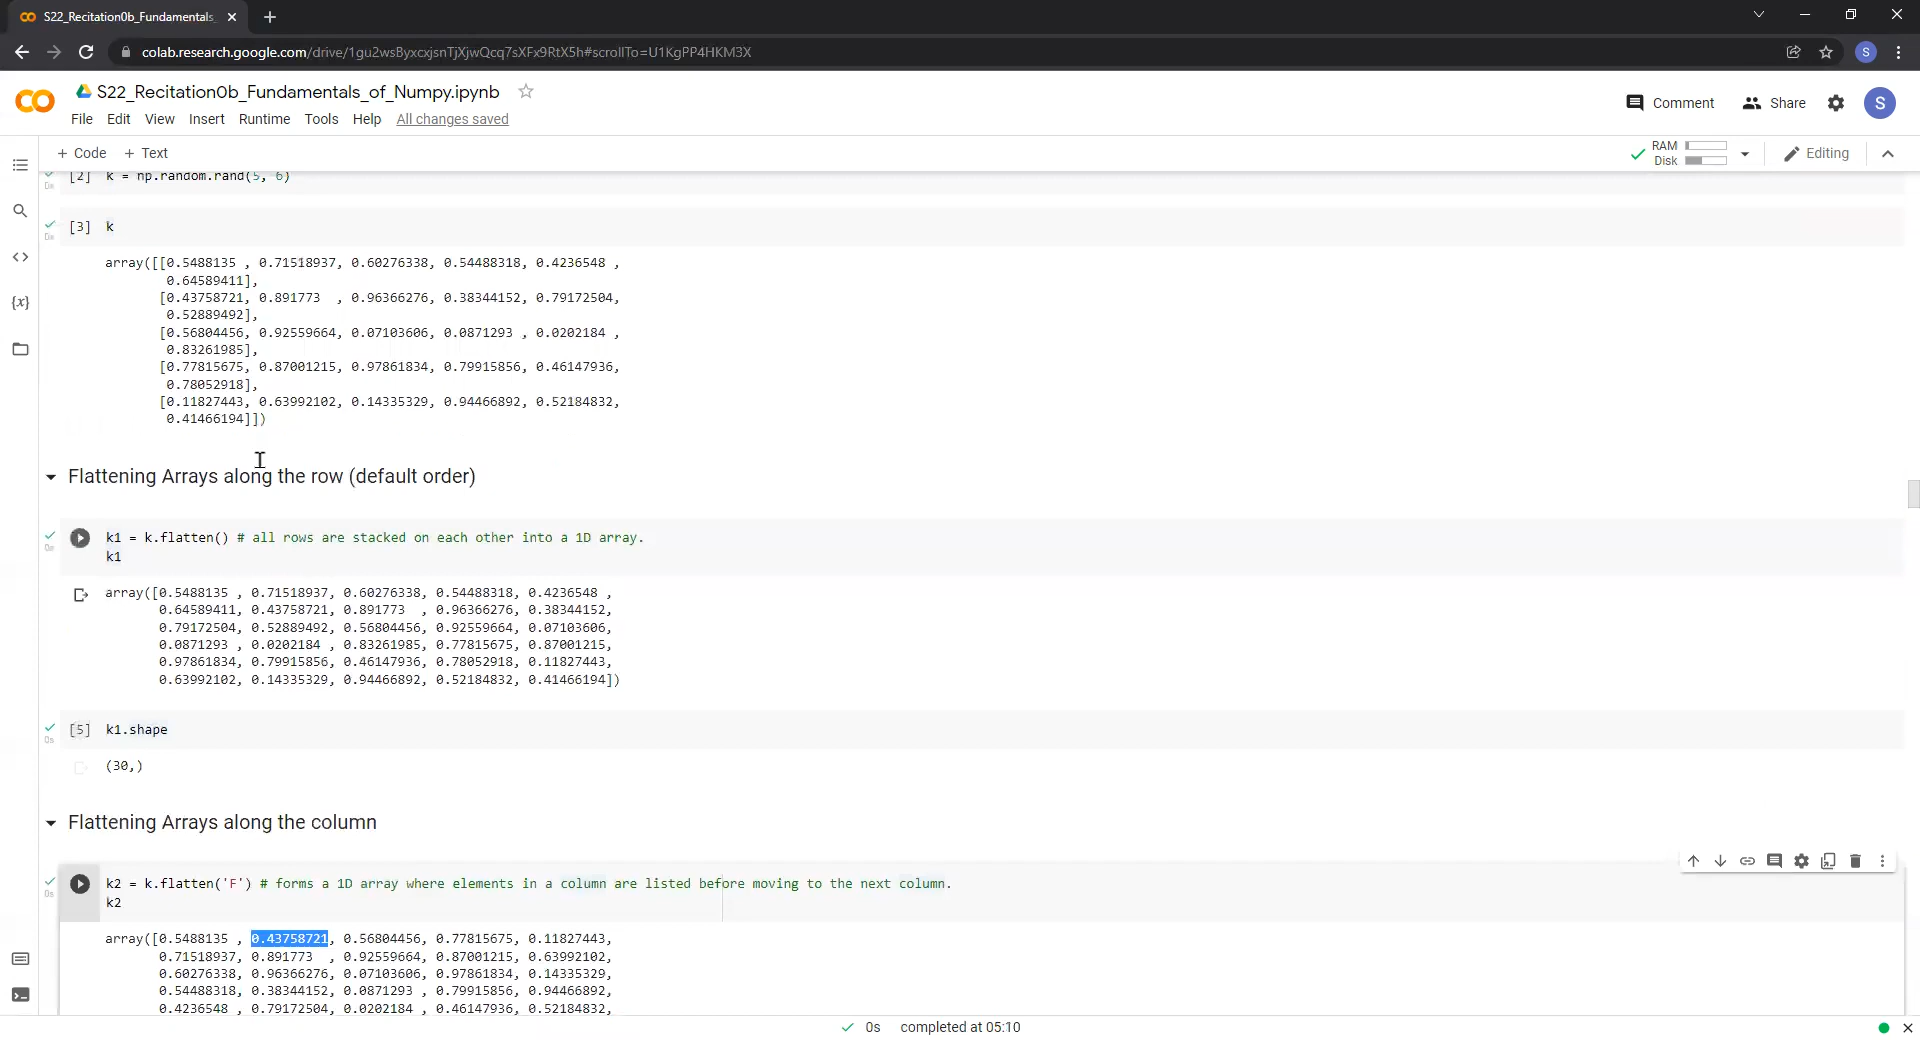 S22_Recitation0b_Fundamentals_
colab.research.google.com/drive/1gu2wsByxcxjsnTjXjwQcq7sXFx9RtX5h#scrollTo=U1KgPP4HKM3X
S
S22_Recitation0b_Fundamentals_of_Numpy.ipynb
Comment
Share
S
File Edit View Insert Runtime Tools Help All changes saved
+ Code + Text
RAM
Disk
Editing
[2] k = np.random.rand(5, 6)
[3] k
array([[0.5488135 , 0.71518937, 0.60276338, 0.54488318, 0.4236548 ,
0.64589411],
[0.43758721, 0.891773  , 0.96366276, 0.38344152, 0.79172504,
0.52889492],
[0.56804456, 0.92559664, 0.07103606, 0.0871293 , 0.0202184 ,
0.83261985],
[0.77815675, 0.87001215, 0.97861834, 0.79915856, 0.46147936,
0.78052918],
[0.11827443, 0.63992102, 0.14335329, 0.94466892, 0.52184832,
0.41466194]])
Flattening Arrays along the row (default order)
k1 = k.flatten() # all rows are stacked on each other into a 1D array.
k1
array([0.5488135 , 0.71518937, 0.60276338, 0.54488318, 0.4236548 ,
0.64589411, 0.43758721, 0.891773  , 0.96366276, 0.38344152,
0.79172504, 0.52889492, 0.56804456, 0.92559664, 0.07103606,
0.0871293 , 0.0202184 , 0.83261985, 0.77815675, 0.87001215,
0.97861834, 0.79915856, 0.46147936, 0.78052918, 0.11827443,
0.63992102, 0.14335329, 0.94466892, 0.52184832, 0.41466194])
[5] k1.shape
0s
(30,)
Flattening Arrays along the column
k2 = k.flatten('F') # forms a 1D array where elements in a column are listed before moving to the next column.
0s
k2
array([0.5488135 , 0.43758721, 0.56804456, 0.77815675, 0.11827443,
0.71518937, 0.891773  , 0.92559664, 0.87001215, 0.63992102,
0.60276338, 0.96366276, 0.07103606, 0.97861834, 0.14335329,
0.54488318, 0.38344152, 0.0871293 , 0.79915856, 0.94466892,
0.4236548 , 0.79172504, 0.0202184 , 0.46147936, 0.52184832,
0s completed at 05:10